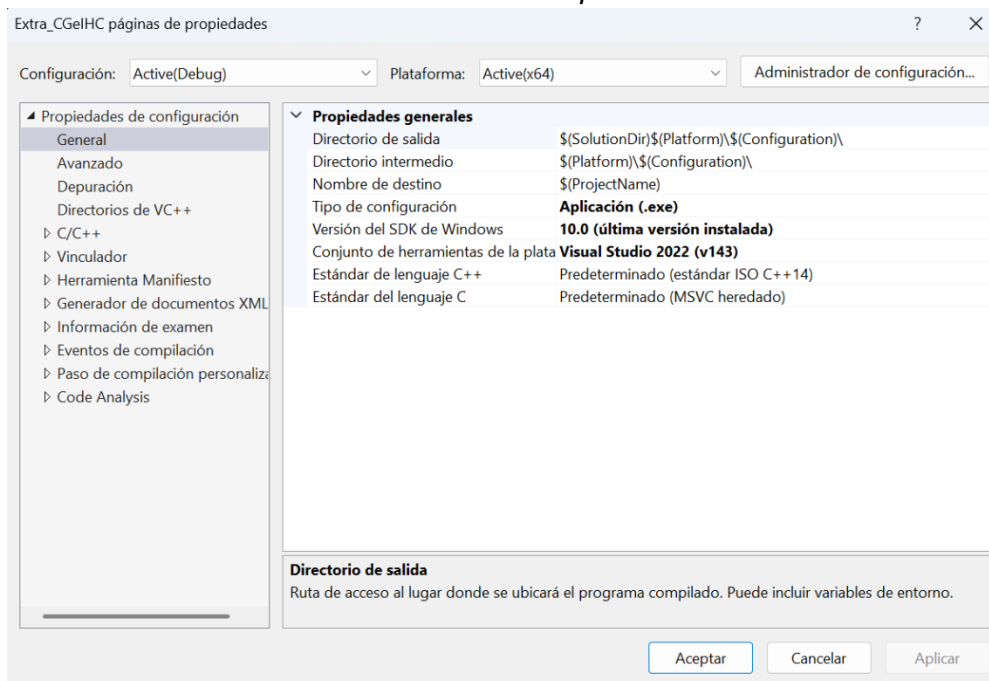 Extra_CGeIHC páginas de propiedades ? ×
Configuración: Active(Debug) Plataforma: Active(x64) Administrador de configuración...
Propiedades de configuración
General
Avanzado
Depuración
Directorios de VC++
C/C++
Vinculador
Herramienta Manifiesto
Generador de documentos XML
Información de examen
Eventos de compilación
Paso de compilación personaliza
Code Analysis
Propiedades generales
Directorio de salida $(SolutionDir)$(Platform)\$(Configuration)\
Directorio intermedio $(Platform)\$(Configuration)\
Nombre de destino $(ProjectName)
Tipo de configuración Aplicación (.exe)
Versión del SDK de Windows 10.0 (última versión instalada)
Conjunto de herramientas de la plata Visual Studio 2022 (v143)
Estándar de lenguaje C++ Predeterminado (estándar ISO C++14)
Estándar del lenguaje C Predeterminado (MSVC heredado)
Directorio de salida
Ruta de acceso al lugar donde se ubicará el programa compilado. Puede incluir variables de entorno.
Aceptar Cancelar Aplicar